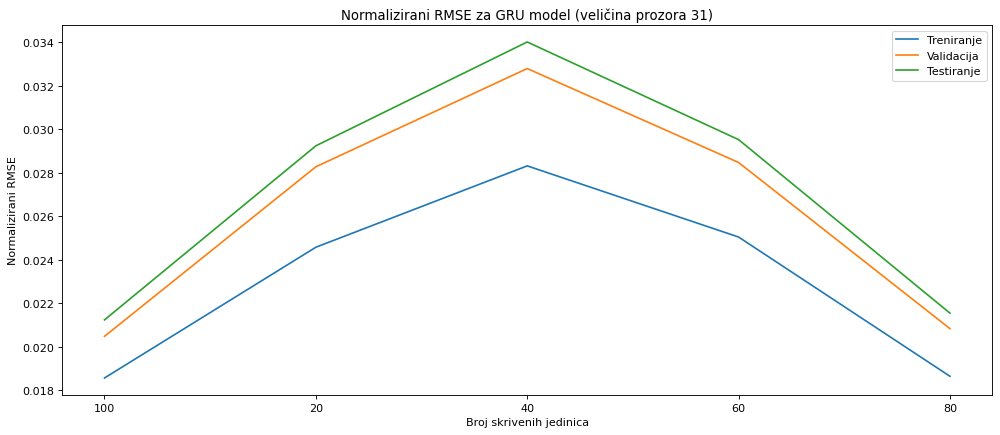 Normalizirani RMSE za GRU model (veličina prozora 31)
Treniranje
Validacija
Testiranje
Normalizirani RMSE
0.034
0.032
0.030
0.028
0.026
0.024
0.022
0.020
0.018
100 20 40 60 80
Broj skrivenih jedinica